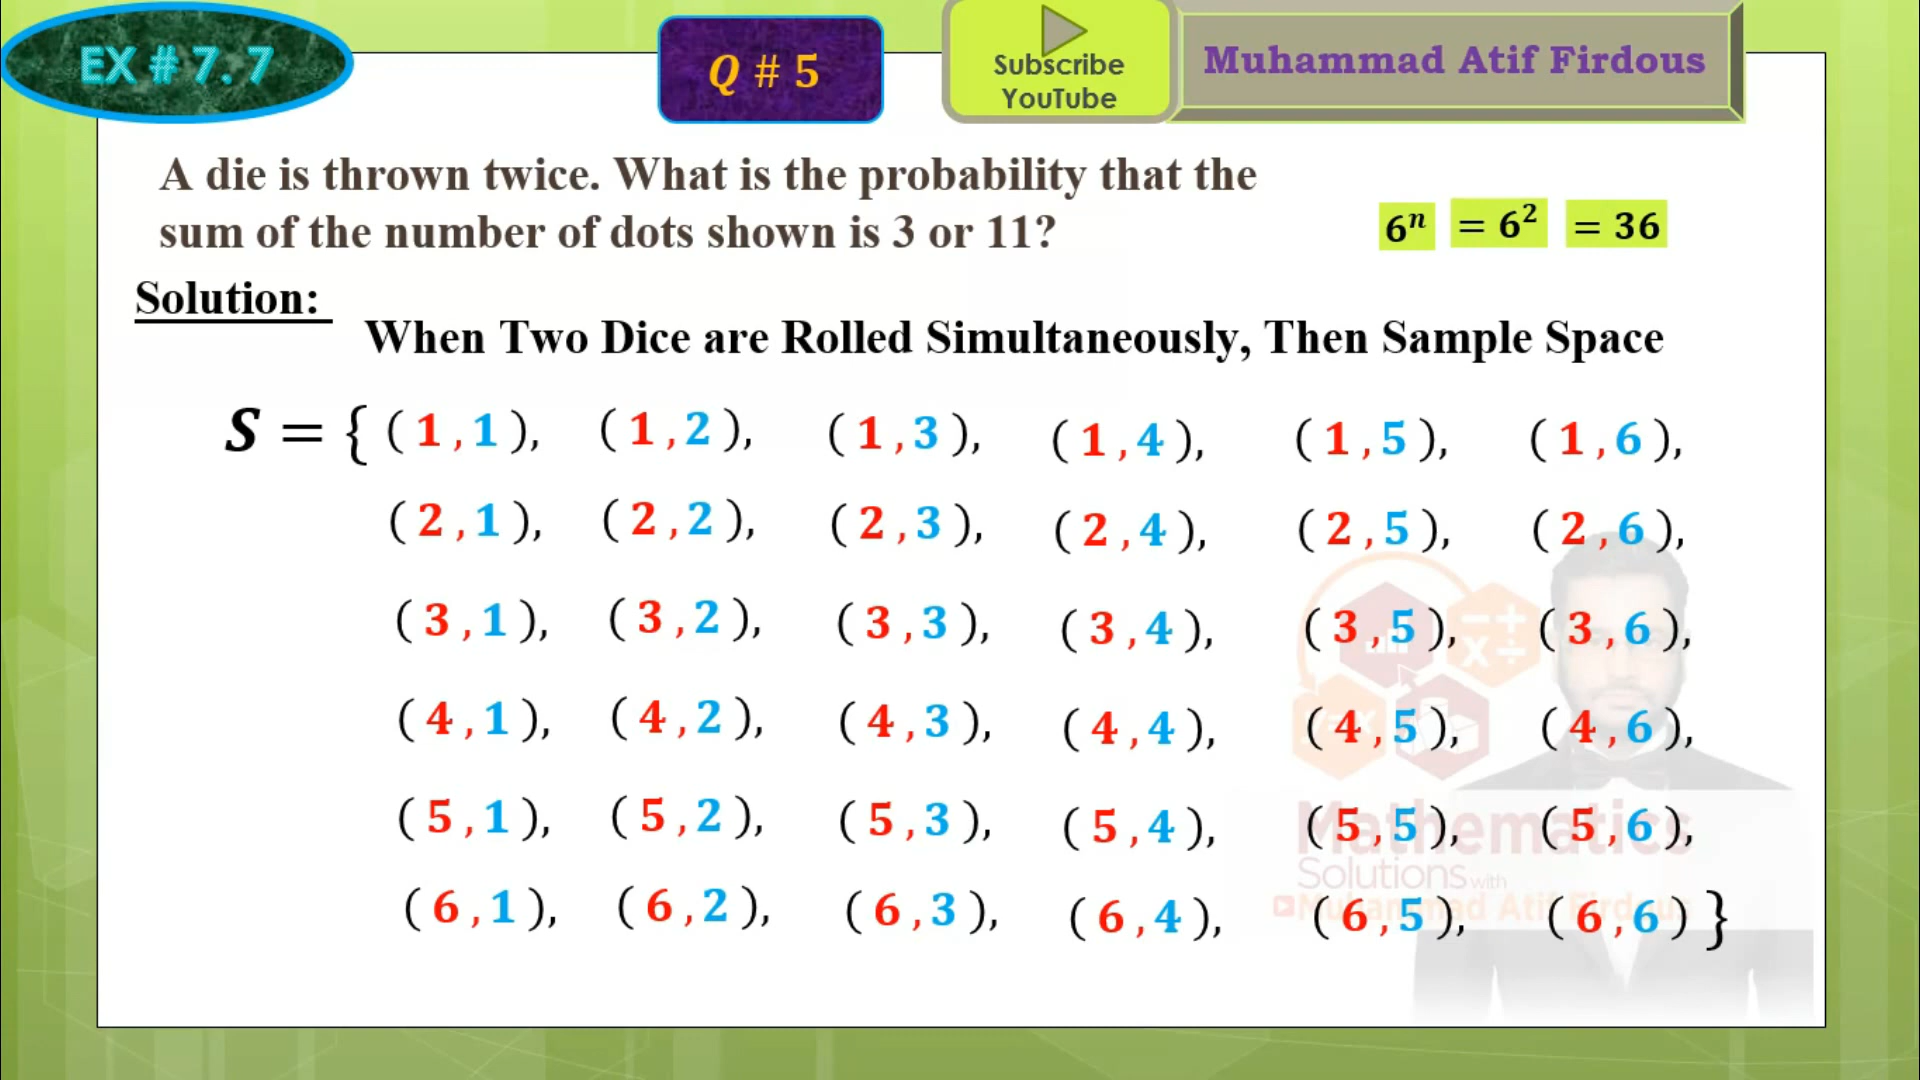 EX # 7.7
Q # 5
Subscribe
YouTube
Muhammad Atif Firdous
A die is thrown twice. What is the probability that the
sum of the number of dots shown is 3 or 11?
6ⁿ = 6² = 36
Solution:
When Two Dice are Rolled Simultaneously, Then Sample Space
S = { (1,1), (1,2), (1,3), (1,4), (1,5), (1,6),
(2,1), (2,2), (2,3), (2,4), (2,5), (2,6),
(3,1), (3,2), (3,3), (3,4), (3,5), (3,6),
(4,1), (4,2), (4,3), (4,4), (4,5), (4,6),
(5,1), (5,2), (5,3), (5,4), (5,5), (5,6),
(6,1), (6,2), (6,3), (6,4), (6,5), (6,6) }
Mathematics
Solutions with
Muhammad Atif Firdous